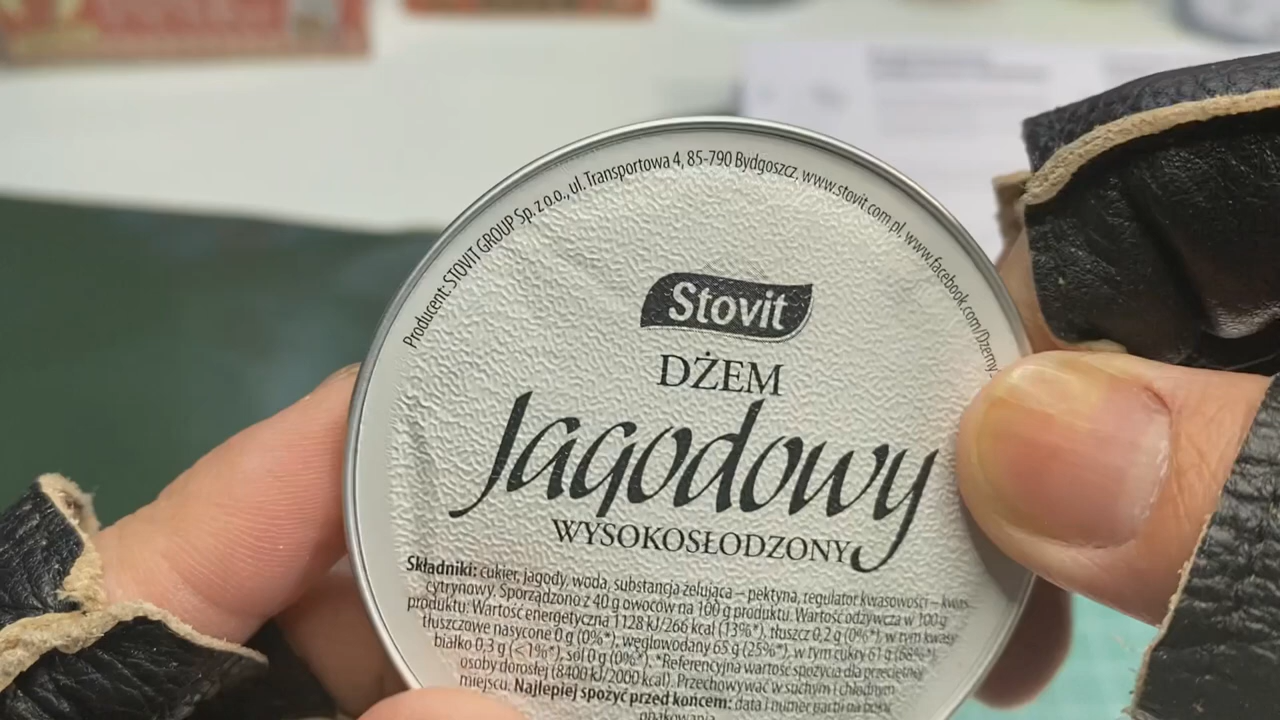 Producent: STOVIT GROUP Sp. z o.o., ul. Transportowa 4, 85-790 Bydgoszcz, www.stovit.com.pl, www.facebook.com/Dzemy
Stovit
DŻEM
Jagodowy
WYSOKOSŁODZONY
Składniki: cukier, jagody, woda, substancja żelująca – pektyna, regulator kwasowości – kwas
cytrynowy. Sporządzono z 40 g owoców na 100 g produktu. Wartość odżywcza w 100 g
produktu: Wartość energetyczna 1128 kJ/266 kcal (13%*), tłuszcz 0,2 g (0%*), w tym kwasy
tłuszczowe nasycone 0 g (0%*), węglowodany 65 g (25%*), w tym cukry 61 g (68%*),
białko 0,3 g (<1%*), sól 0 g (0%*). *Referencyjna wartość spożycia dla przeciętnej
osoby dorosłej (8400 kJ/2000 kcal). Przechowywać w suchym i chłodnym
miejscu. Najlepiej spożyć przed końcem: data i numer partii na boku
opakowania